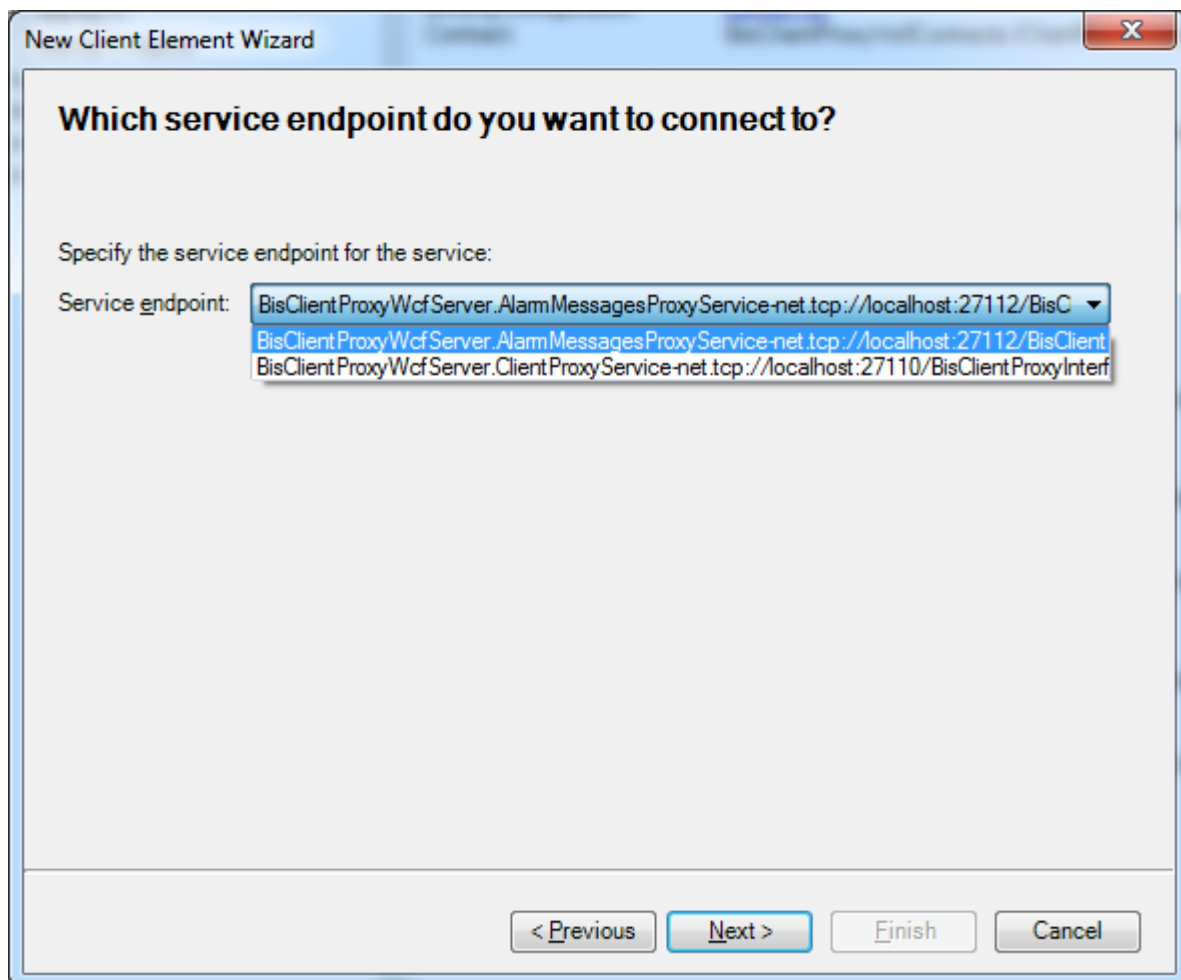 New Client Element Wizard
Which service endpoint do you want to connect to?
Specify the service endpoint for the service:
Service endpoint: BisClientProxyWcfServer.AlarmMessagesProxyService-net.tcp://localhost:27112/BisC
BisClientProxyWcfServer.AlarmMessagesProxyService-net.tcp://localhost:27112/BisClient
BisClientProxyWcfServer.ClientProxyService-net.tcp://localhost:27110/BisClientProxyInterf
< Previous Next > Finish Cancel